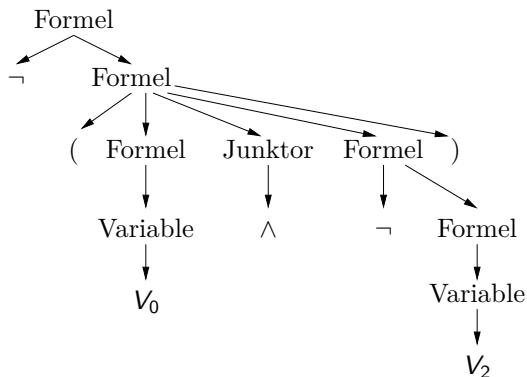 Formel
¬ Formel
( Formel Junktor Formel )
Variable ∧ ¬ Formel
V₀ Variable
V₂